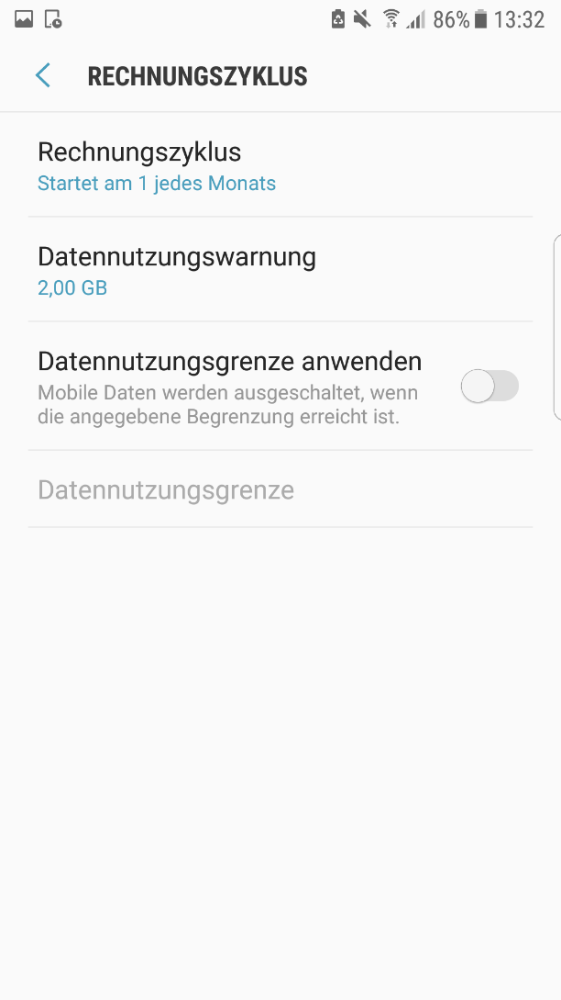 86% 13:32
RECHNUNGSZYKLUS
Rechnungszyklus
Startet am 1 jedes Monats
Datennutzungswarnung
2,00 GB
Datennutzungsgrenze anwenden
Mobile Daten werden ausgeschaltet, wenn
die angegebene Begrenzung erreicht ist.
Datennutzungsgrenze